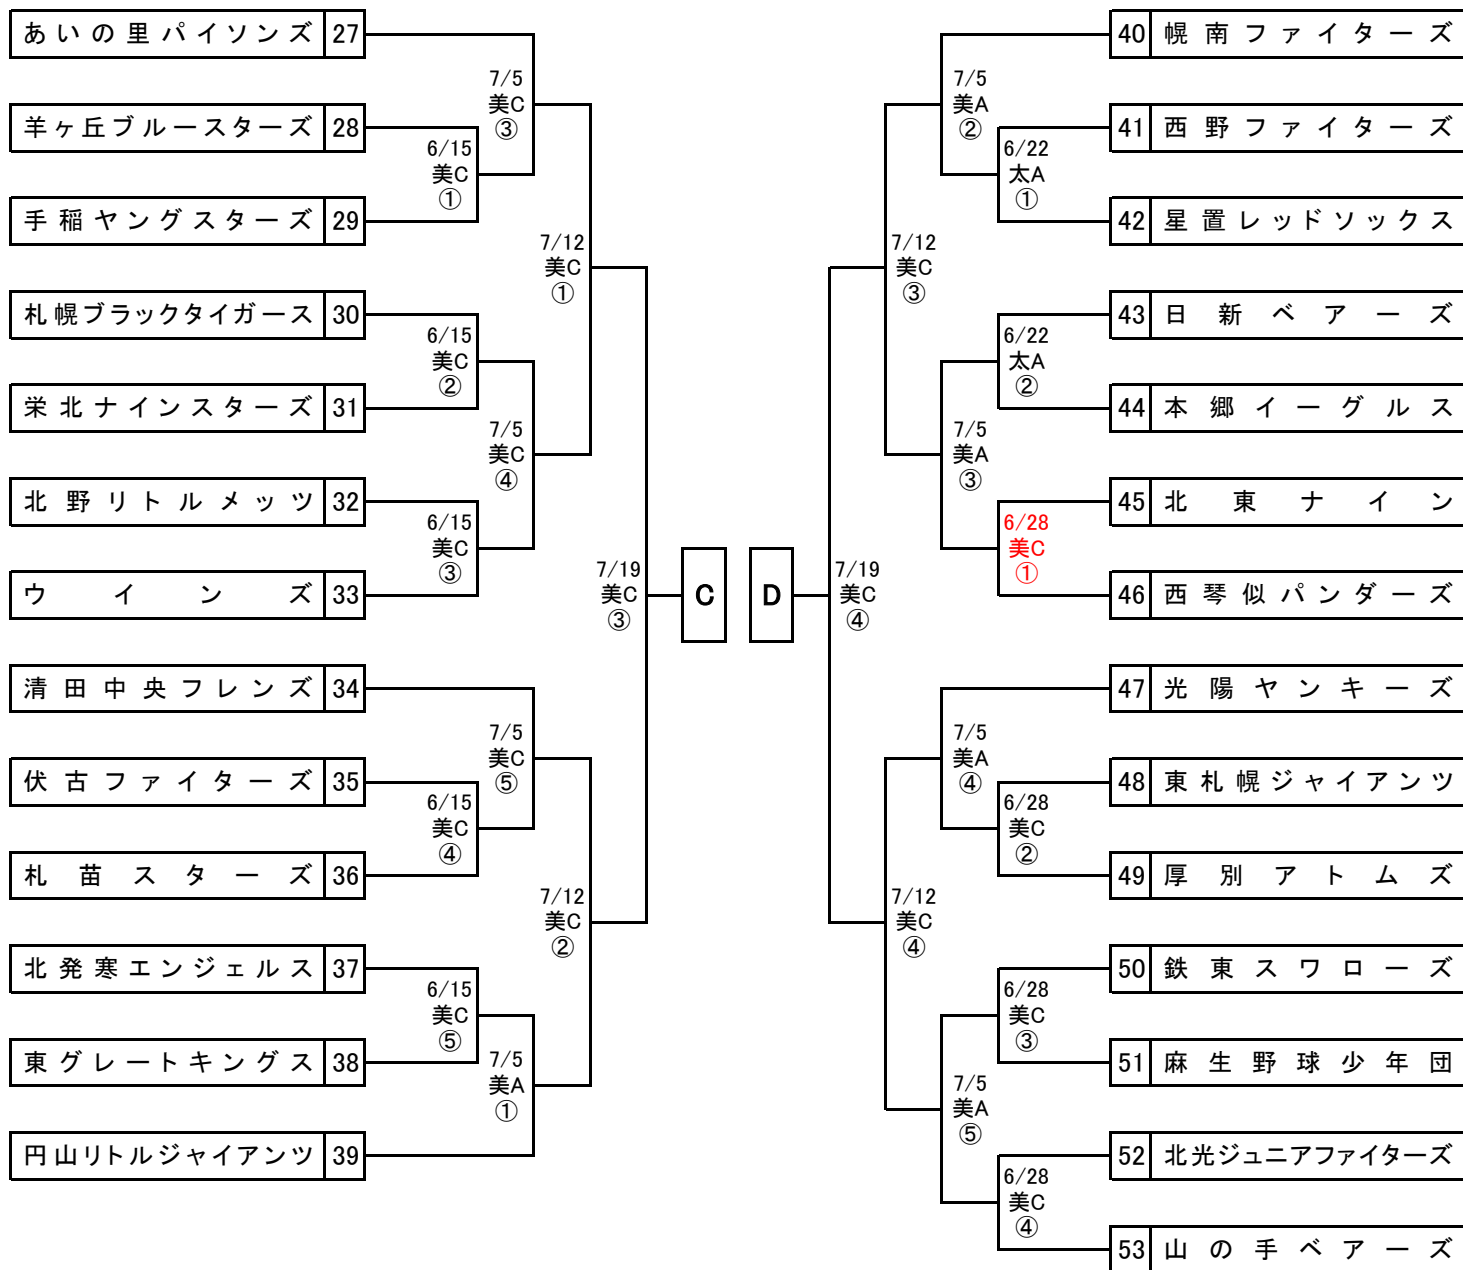 あいの里パイソンズ 27
7/5
美C
③
羊ヶ丘ブルースターズ 28
6/15
美C
①
手稲ヤングスターズ 29
7/12
美C
①
札幌ブラックタイガース 30
6/15
美C
②
栄北ナインスターズ 31
7/5
美C
④
北野リトルメッツ 32
6/15
美C
③
ウインズ 33
7/19
美C
③
C
清田中央フレンズ 34
7/5
美C
⑤
伏古ファイターズ 35
6/15
美C
④
札苗スターズ 36
7/12
美C
②
北発寒エンジェルス 37
6/15
美C
⑤
東グレートキングス 38
7/5
美A
①
円山リトルジャイアンツ 39
40 幌南ファイターズ
7/5
美A
②
41 西野ファイターズ
6/22
太A
①
42 星置レッドソックス
7/12
美C
③
43 日新ベアーズ
6/22
太A
②
44 本郷イーグルス
7/5
美A
③
45 北東ナイン
6/28
美C
①
46 西琴似パンダーズ
D
7/19
美C
④
47 光陽ヤンキーズ
7/5
美A
④
48 東札幌ジャイアンツ
6/28
美C
②
49 厚別アトムズ
7/12
美C
④
50 鉄東スワローズ
6/28
美C
③
51 麻生野球少年団
7/5
美A
⑤
52 北光ジュニアファイターズ
6/28
美C
④
53 山の手ベアーズ